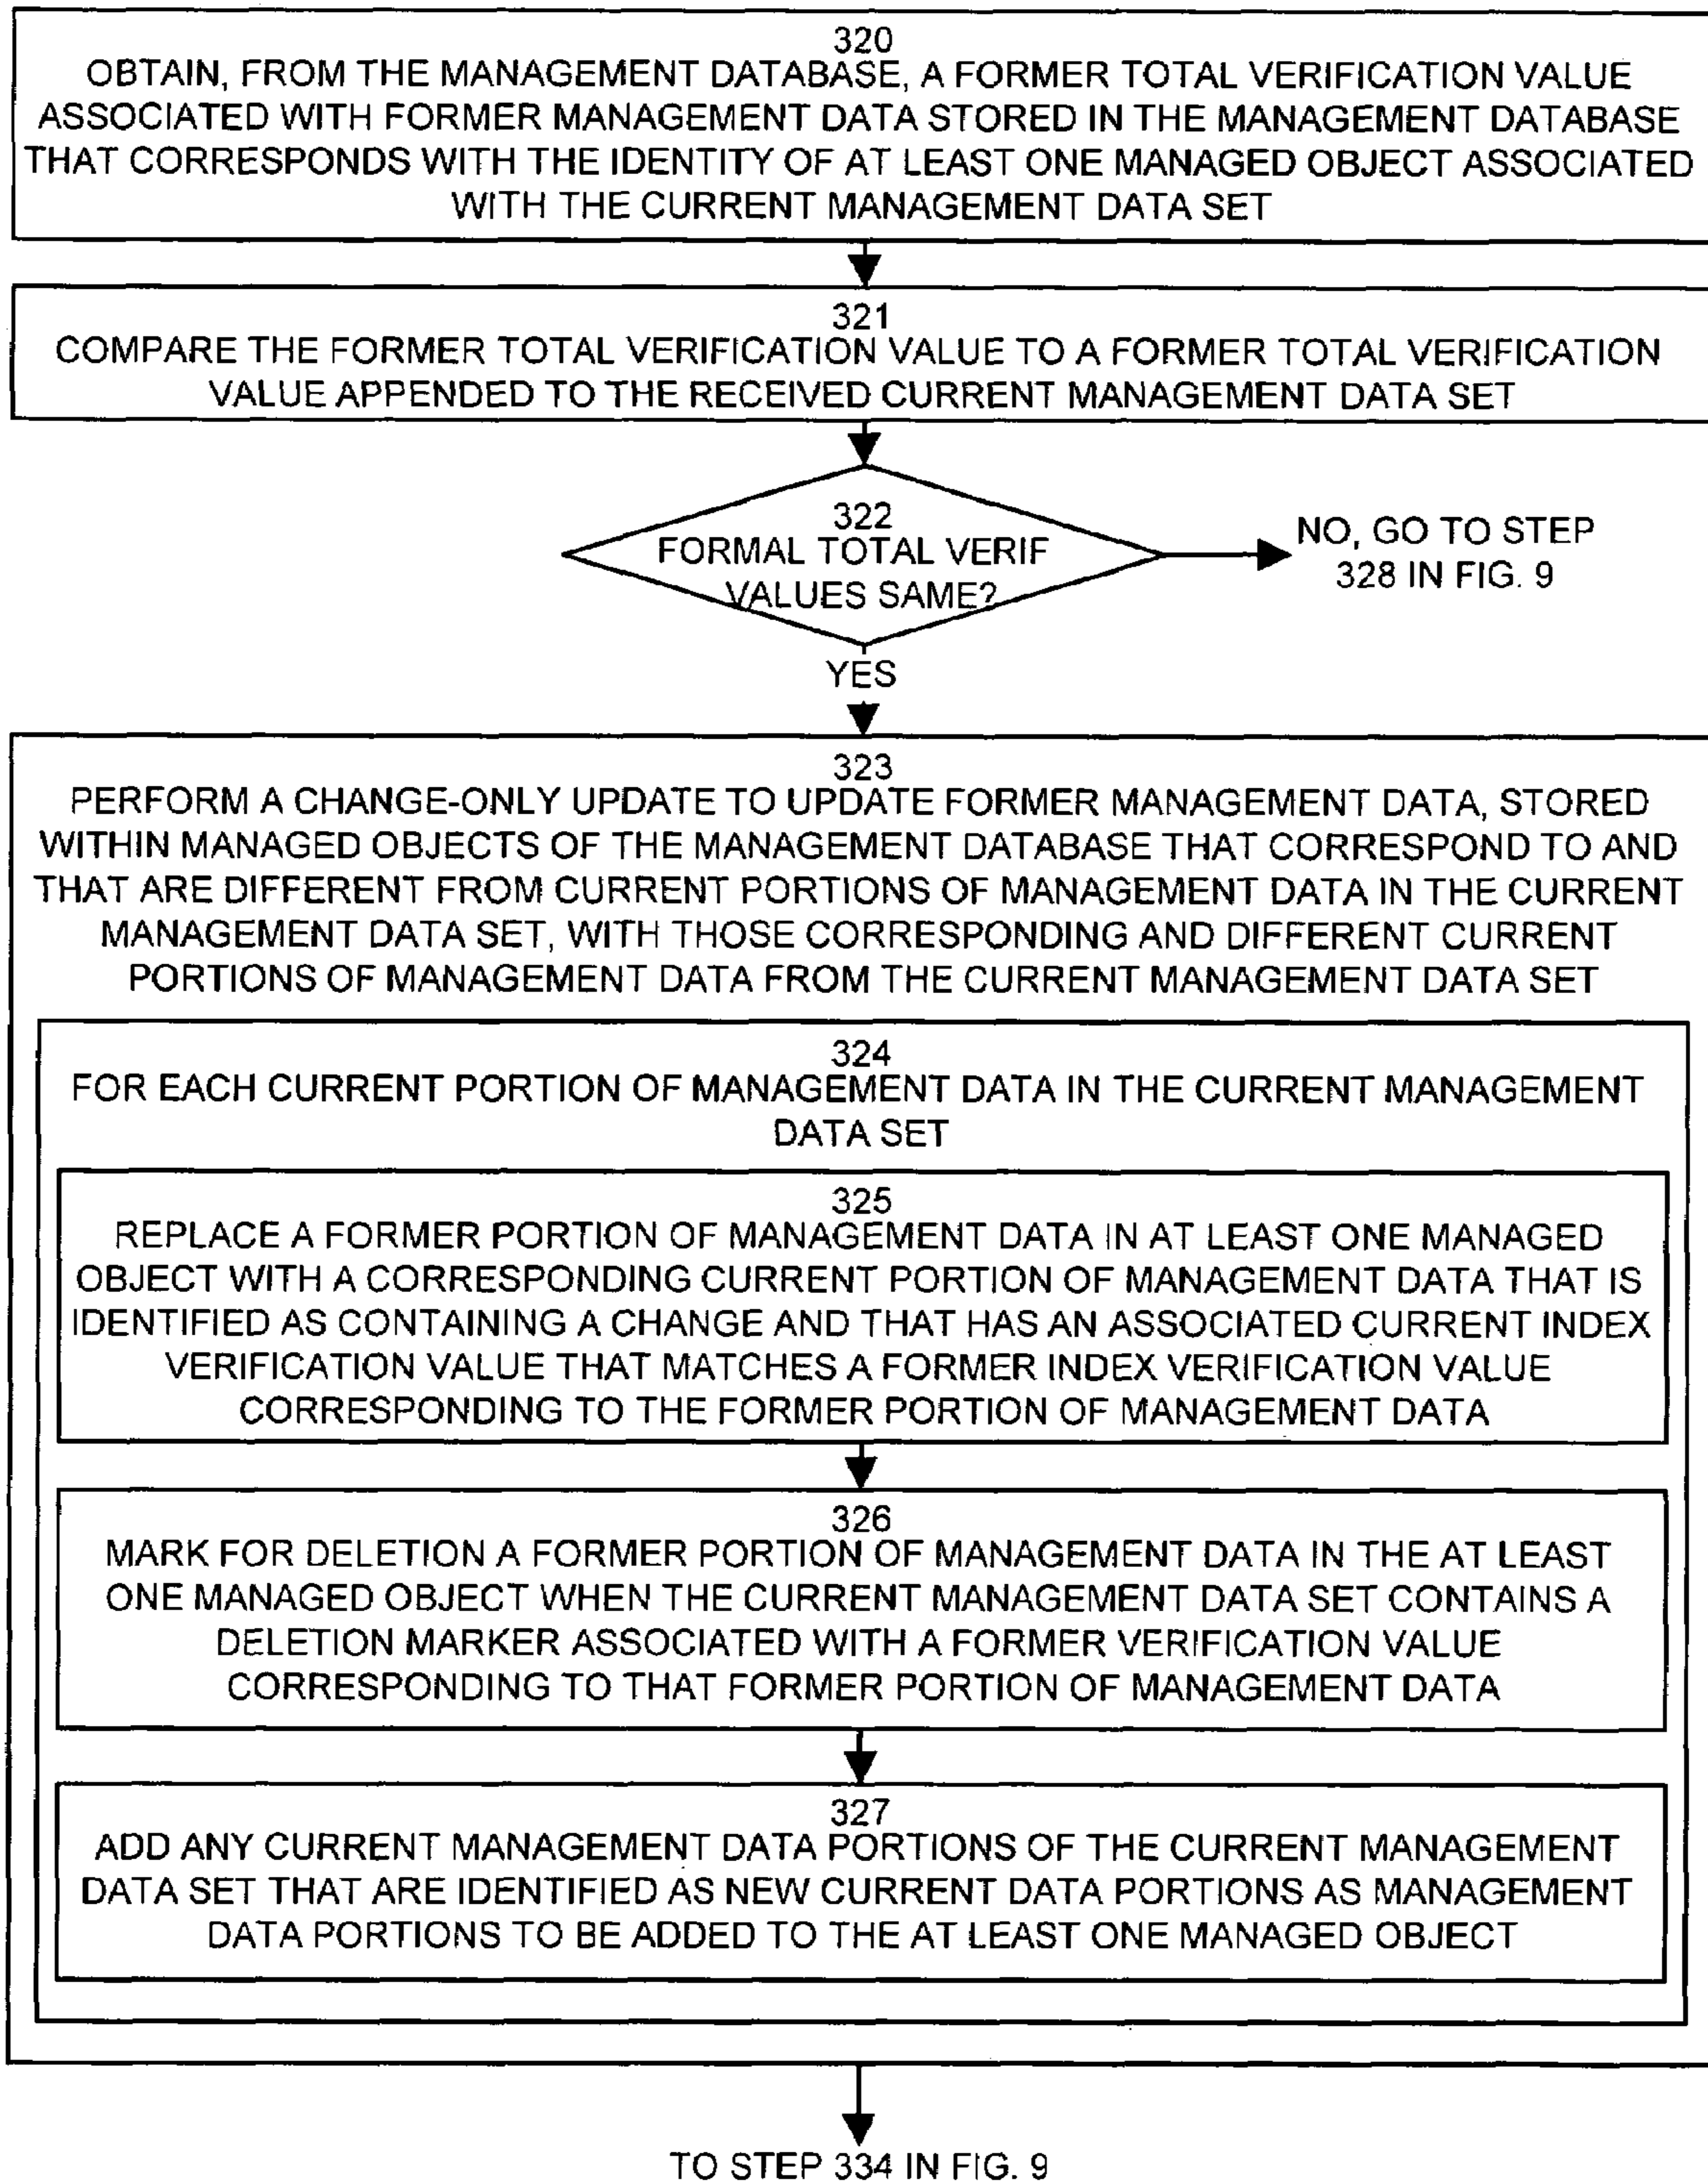 320
OBTAIN, FROM THE MANAGEMENT DATABASE, A FORMER TOTAL VERIFICATION VALUE
ASSOCIATED WITH FORMER MANAGEMENT DATA STORED IN THE MANAGEMENT DATABASE
THAT CORRESPONDS WITH THE IDENTITY OF AT LEAST ONE MANAGED OBJECT ASSOCIATED
WITH THE CURRENT MANAGEMENT DATA SET
321
COMPARE THE FORMER TOTAL VERIFICATION VALUE TO A FORMER TOTAL VERIFICATION
VALUE APPENDED TO THE RECEIVED CURRENT MANAGEMENT DATA SET
322
FORMAL TOTAL VERIF
VALUES SAME?
NO, GO TO STEP
328 IN FIG. 9
YES
323
PERFORM A CHANGE-ONLY UPDATE TO UPDATE FORMER MANAGEMENT DATA, STORED
WITHIN MANAGED OBJECTS OF THE MANAGEMENT DATABASE THAT CORRESPOND TO AND
THAT ARE DIFFERENT FROM CURRENT PORTIONS OF MANAGEMENT DATA IN THE CURRENT
MANAGEMENT DATA SET, WITH THOSE CORRESPONDING AND DIFFERENT CURRENT
PORTIONS OF MANAGEMENT DATA FROM THE CURRENT MANAGEMENT DATA SET
324
FOR EACH CURRENT PORTION OF MANAGEMENT DATA IN THE CURRENT MANAGEMENT
DATA SET
325
REPLACE A FORMER PORTION OF MANAGEMENT DATA IN AT LEAST ONE MANAGED
OBJECT WITH A CORRESPONDING CURRENT PORTION OF MANAGEMENT DATA THAT IS
IDENTIFIED AS CONTAINING A CHANGE AND THAT HAS AN ASSOCIATED CURRENT INDEX
VERIFICATION VALUE THAT MATCHES A FORMER INDEX VERIFICATION VALUE
CORRESPONDING TO THE FORMER PORTION OF MANAGEMENT DATA
326
MARK FOR DELETION A FORMER PORTION OF MANAGEMENT DATA IN THE AT LEAST
ONE MANAGED OBJECT WHEN THE CURRENT MANAGEMENT DATA SET CONTAINS A
DELETION MARKER ASSOCIATED WITH A FORMER VERIFICATION VALUE
CORRESPONDING TO THAT FORMER PORTION OF MANAGEMENT DATA
327
ADD ANY CURRENT MANAGEMENT DATA PORTIONS OF THE CURRENT MANAGEMENT
DATA SET THAT ARE IDENTIFIED AS NEW CURRENT DATA PORTIONS AS MANAGEMENT
DATA PORTIONS TO BE ADDED TO THE AT LEAST ONE MANAGED OBJECT
TO STEP 334 IN FIG. 9